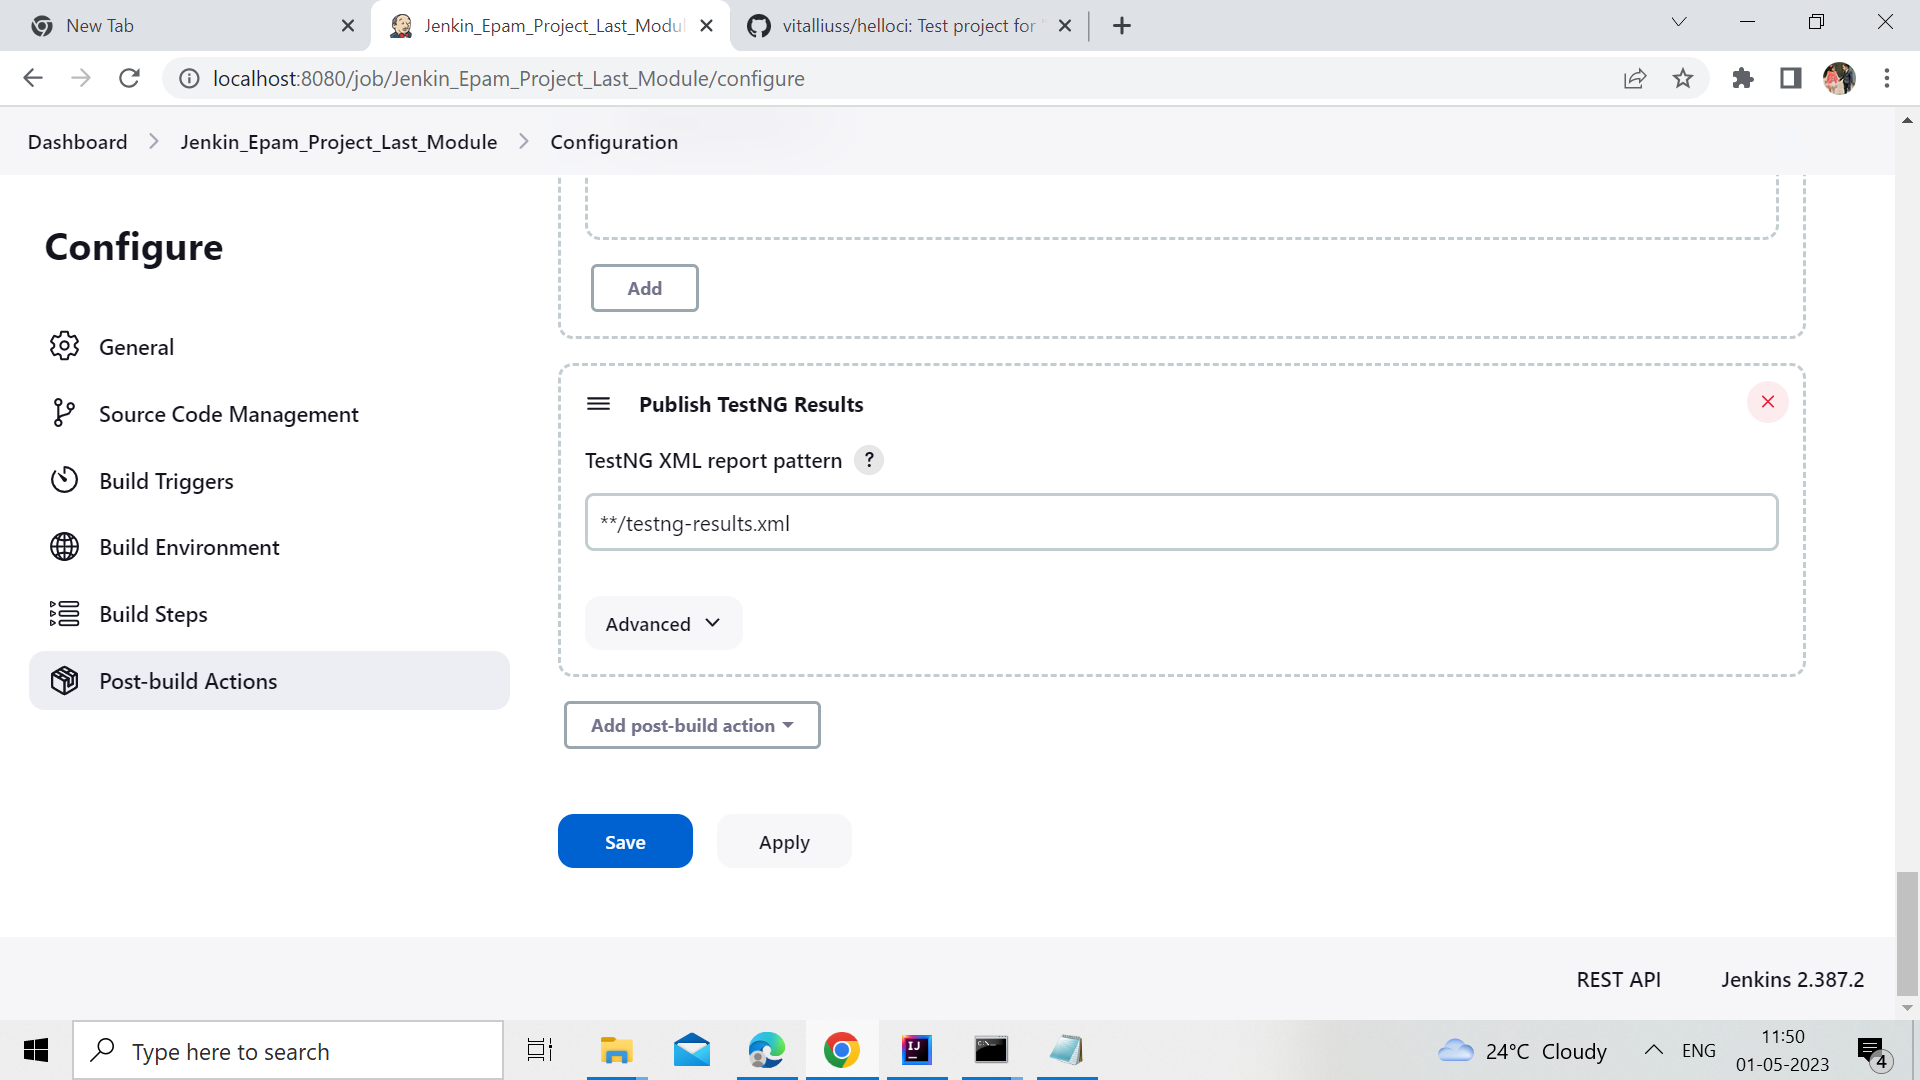 New Tab
Jenkin_Epam_Project_Last_Modul
vitalliuss/helloci: Test project for
localhost:8080/job/Jenkin_Epam_Project_Last_Module/configure
Dashboard
Jenkin_Epam_Project_Last_Module
Configuration
Configure
General
Source Code Management
Build Triggers
Build Environment
Build Steps
Post-build Actions
Add
Publish TestNG Results
TestNG XML report pattern ?
**/testng-results.xml
Advanced
Add post-build action
Save
Apply
REST API
Jenkins 2.387.2
Type here to search
24°C Cloudy
ENG
11:50
01-05-2023
4